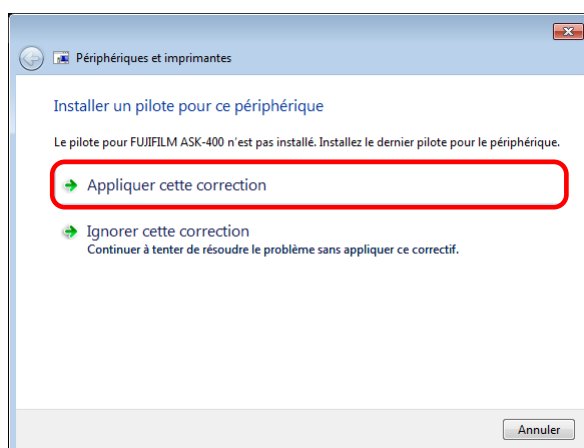 Périphériques et imprimantes
Installer un pilote pour ce périphérique
Le pilote pour FUJIFILM ASK-400 n'est pas installé. Installez le dernier pilote pour le périphérique.
Appliquer cette correction
Ignorer cette correction
Continuer à tenter de résoudre le problème sans appliquer ce correctif.
Annuler